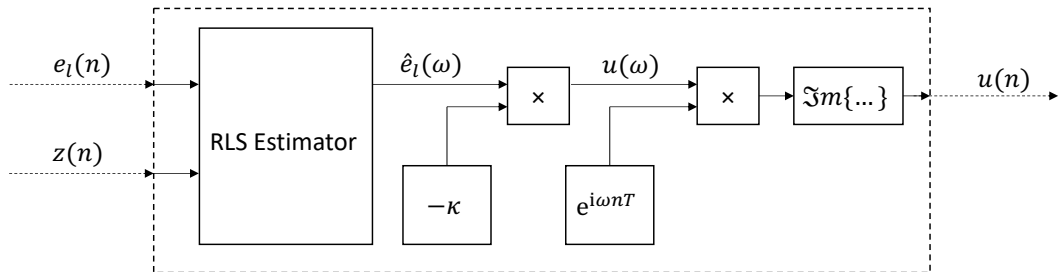 e_l(n)
ê_l(ω)
u(ω)
u(n)
×
×
ℑm{…}
RLS Estimator
z(n)
−κ
e^{iωnT}